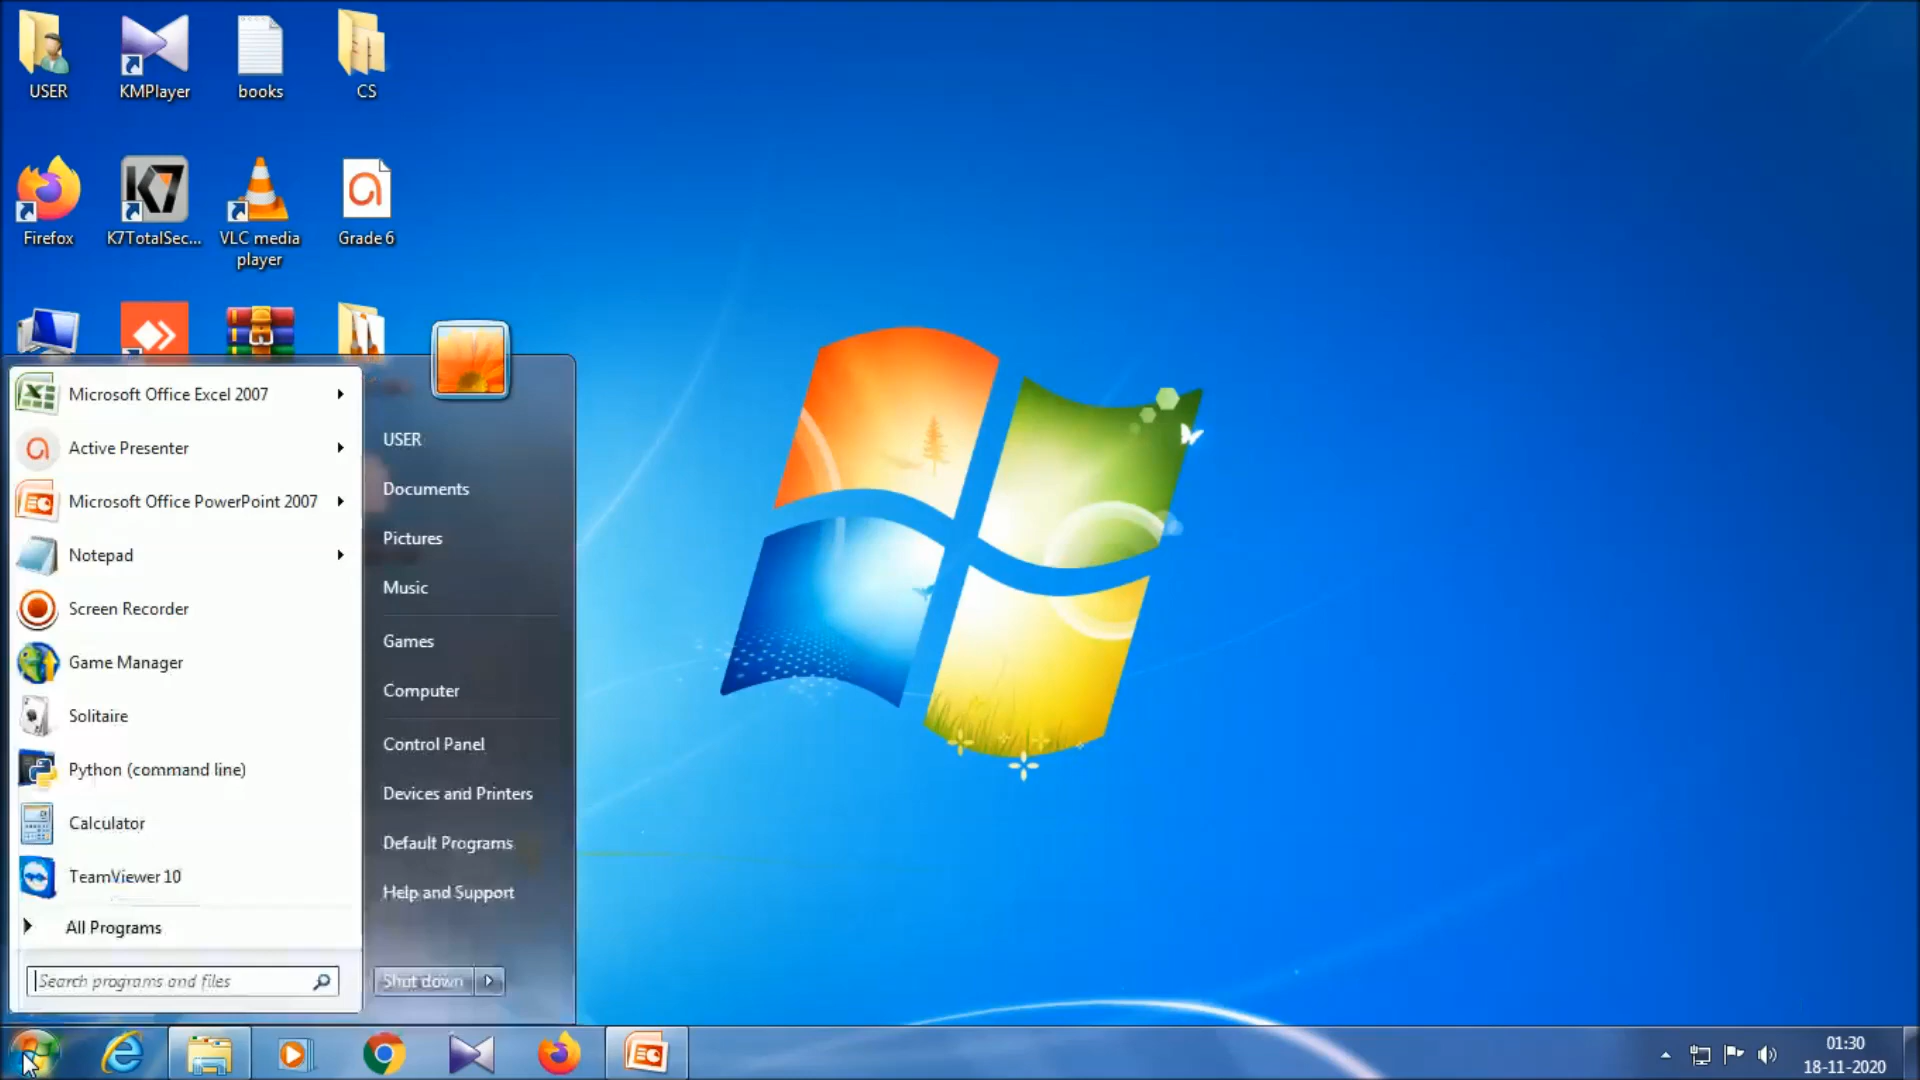 USER
KMPlayer
books
CS
Firefox
K7TotalSec...
VLC media
player
Grade 6
Microsoft Office Excel 2007
Active Presenter
Microsoft Office PowerPoint 2007
Notepad
Screen Recorder
Game Manager
Solitaire
Python (command line)
Calculator
TeamViewer 10
All Programs
Search programs and files
USER
Documents
Pictures
Music
Games
Computer
Control Panel
Devices and Printers
Default Programs
Help and Support
Shut down
01:30
18-11-2020